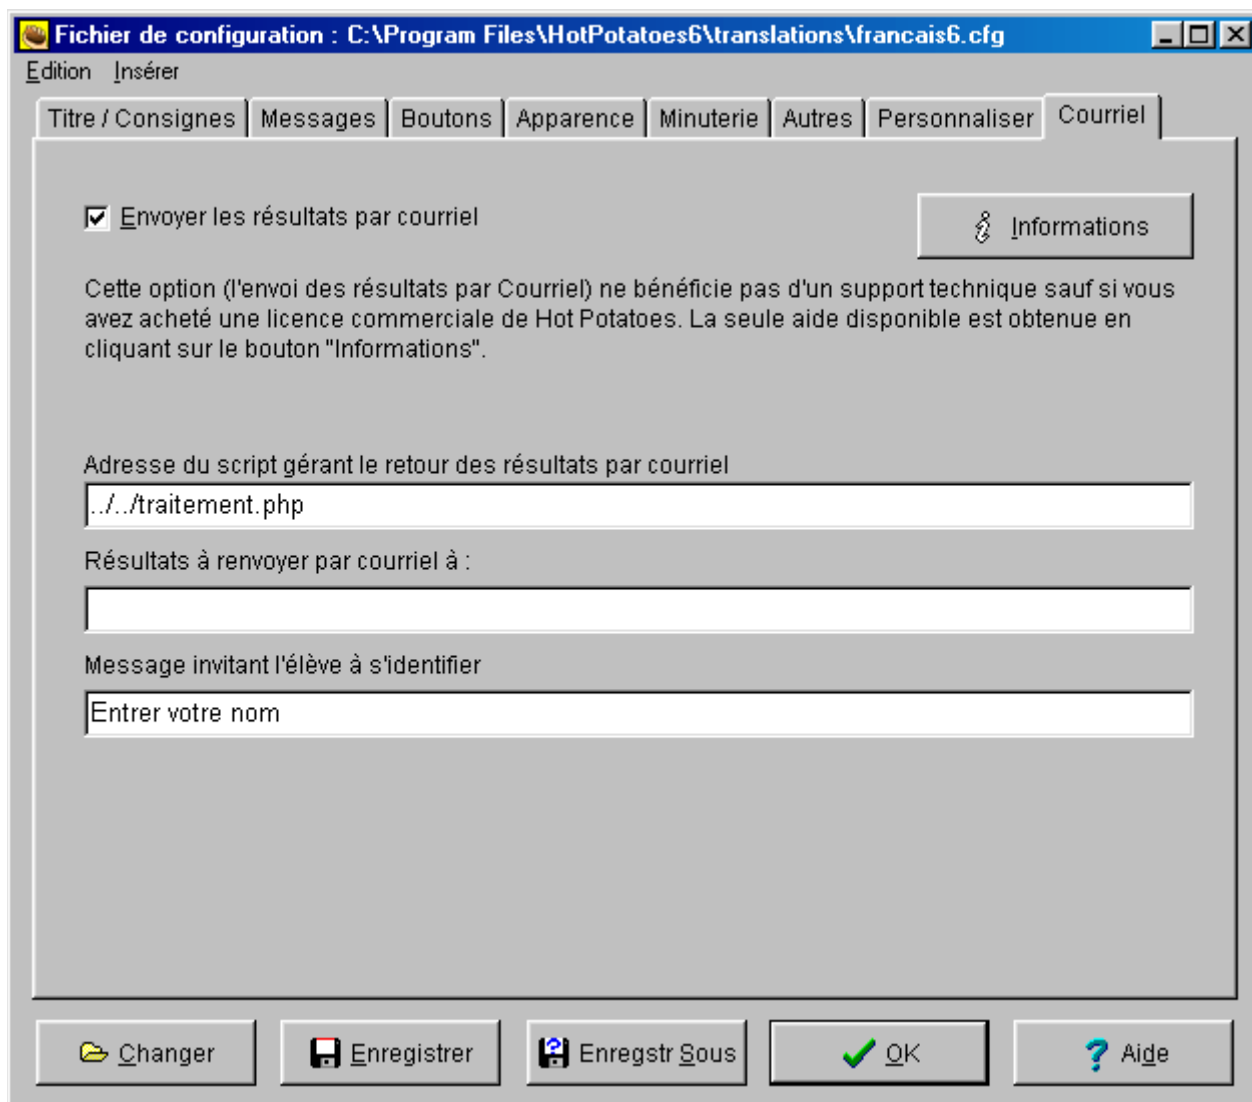 Fichier de configuration : C:\Program Files\HotPotatoes6\translations\francais6.cfg
Edition Insérer
Titre / Consignes Messages Boutons Apparence Minuterie Autres Personnaliser Courriel
Envoyer les résultats par courriel
Informations
Cette option (l'envoi des résultats par Courriel) ne bénéficie pas d'un support technique sauf si vous
avez acheté une licence commerciale de Hot Potatoes. La seule aide disponible est obtenue en
cliquant sur le bouton "Informations".
Adresse du script gérant le retour des résultats par courriel
../../traitement.php
Résultats à renvoyer par courriel à :
Message invitant l'élève à s'identifier
Entrer votre nom
Changer Enregistrer Enregstr Sous OK Aide